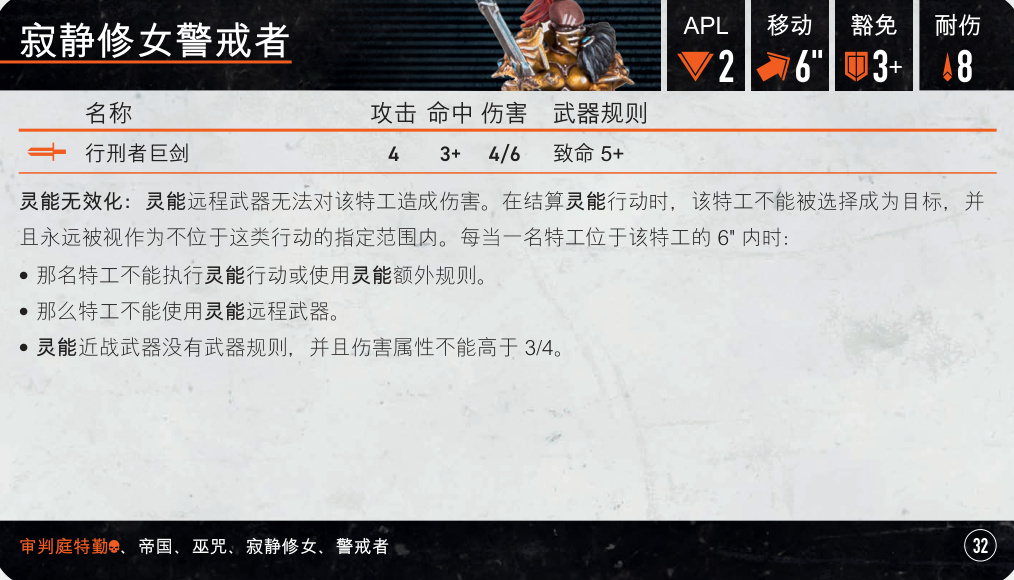 寂静修女警戒者
APL 移动 豁免 耐伤
2 6" 3+ 8
名称 攻击 命中 伤害 武器规则
行刑者巨剑 4 3+ 4/6 致命 5+
灵能无效化：灵能远程武器无法对该特工造成伤害。在结算灵能行动时，该特工不能被选择成为目标，并
且永远被视作为不位于这类行动的指定范围内。每当一名特工位于该特工的 6" 内时：
• 那名特工不能执行灵能行动或使用灵能额外规则。
• 那么特工不能使用灵能远程武器。
• 灵能近战武器没有武器规则，并且伤害属性不能高于 3/4。
审判庭特勤、帝国、巫咒、寂静修女、警戒者
32